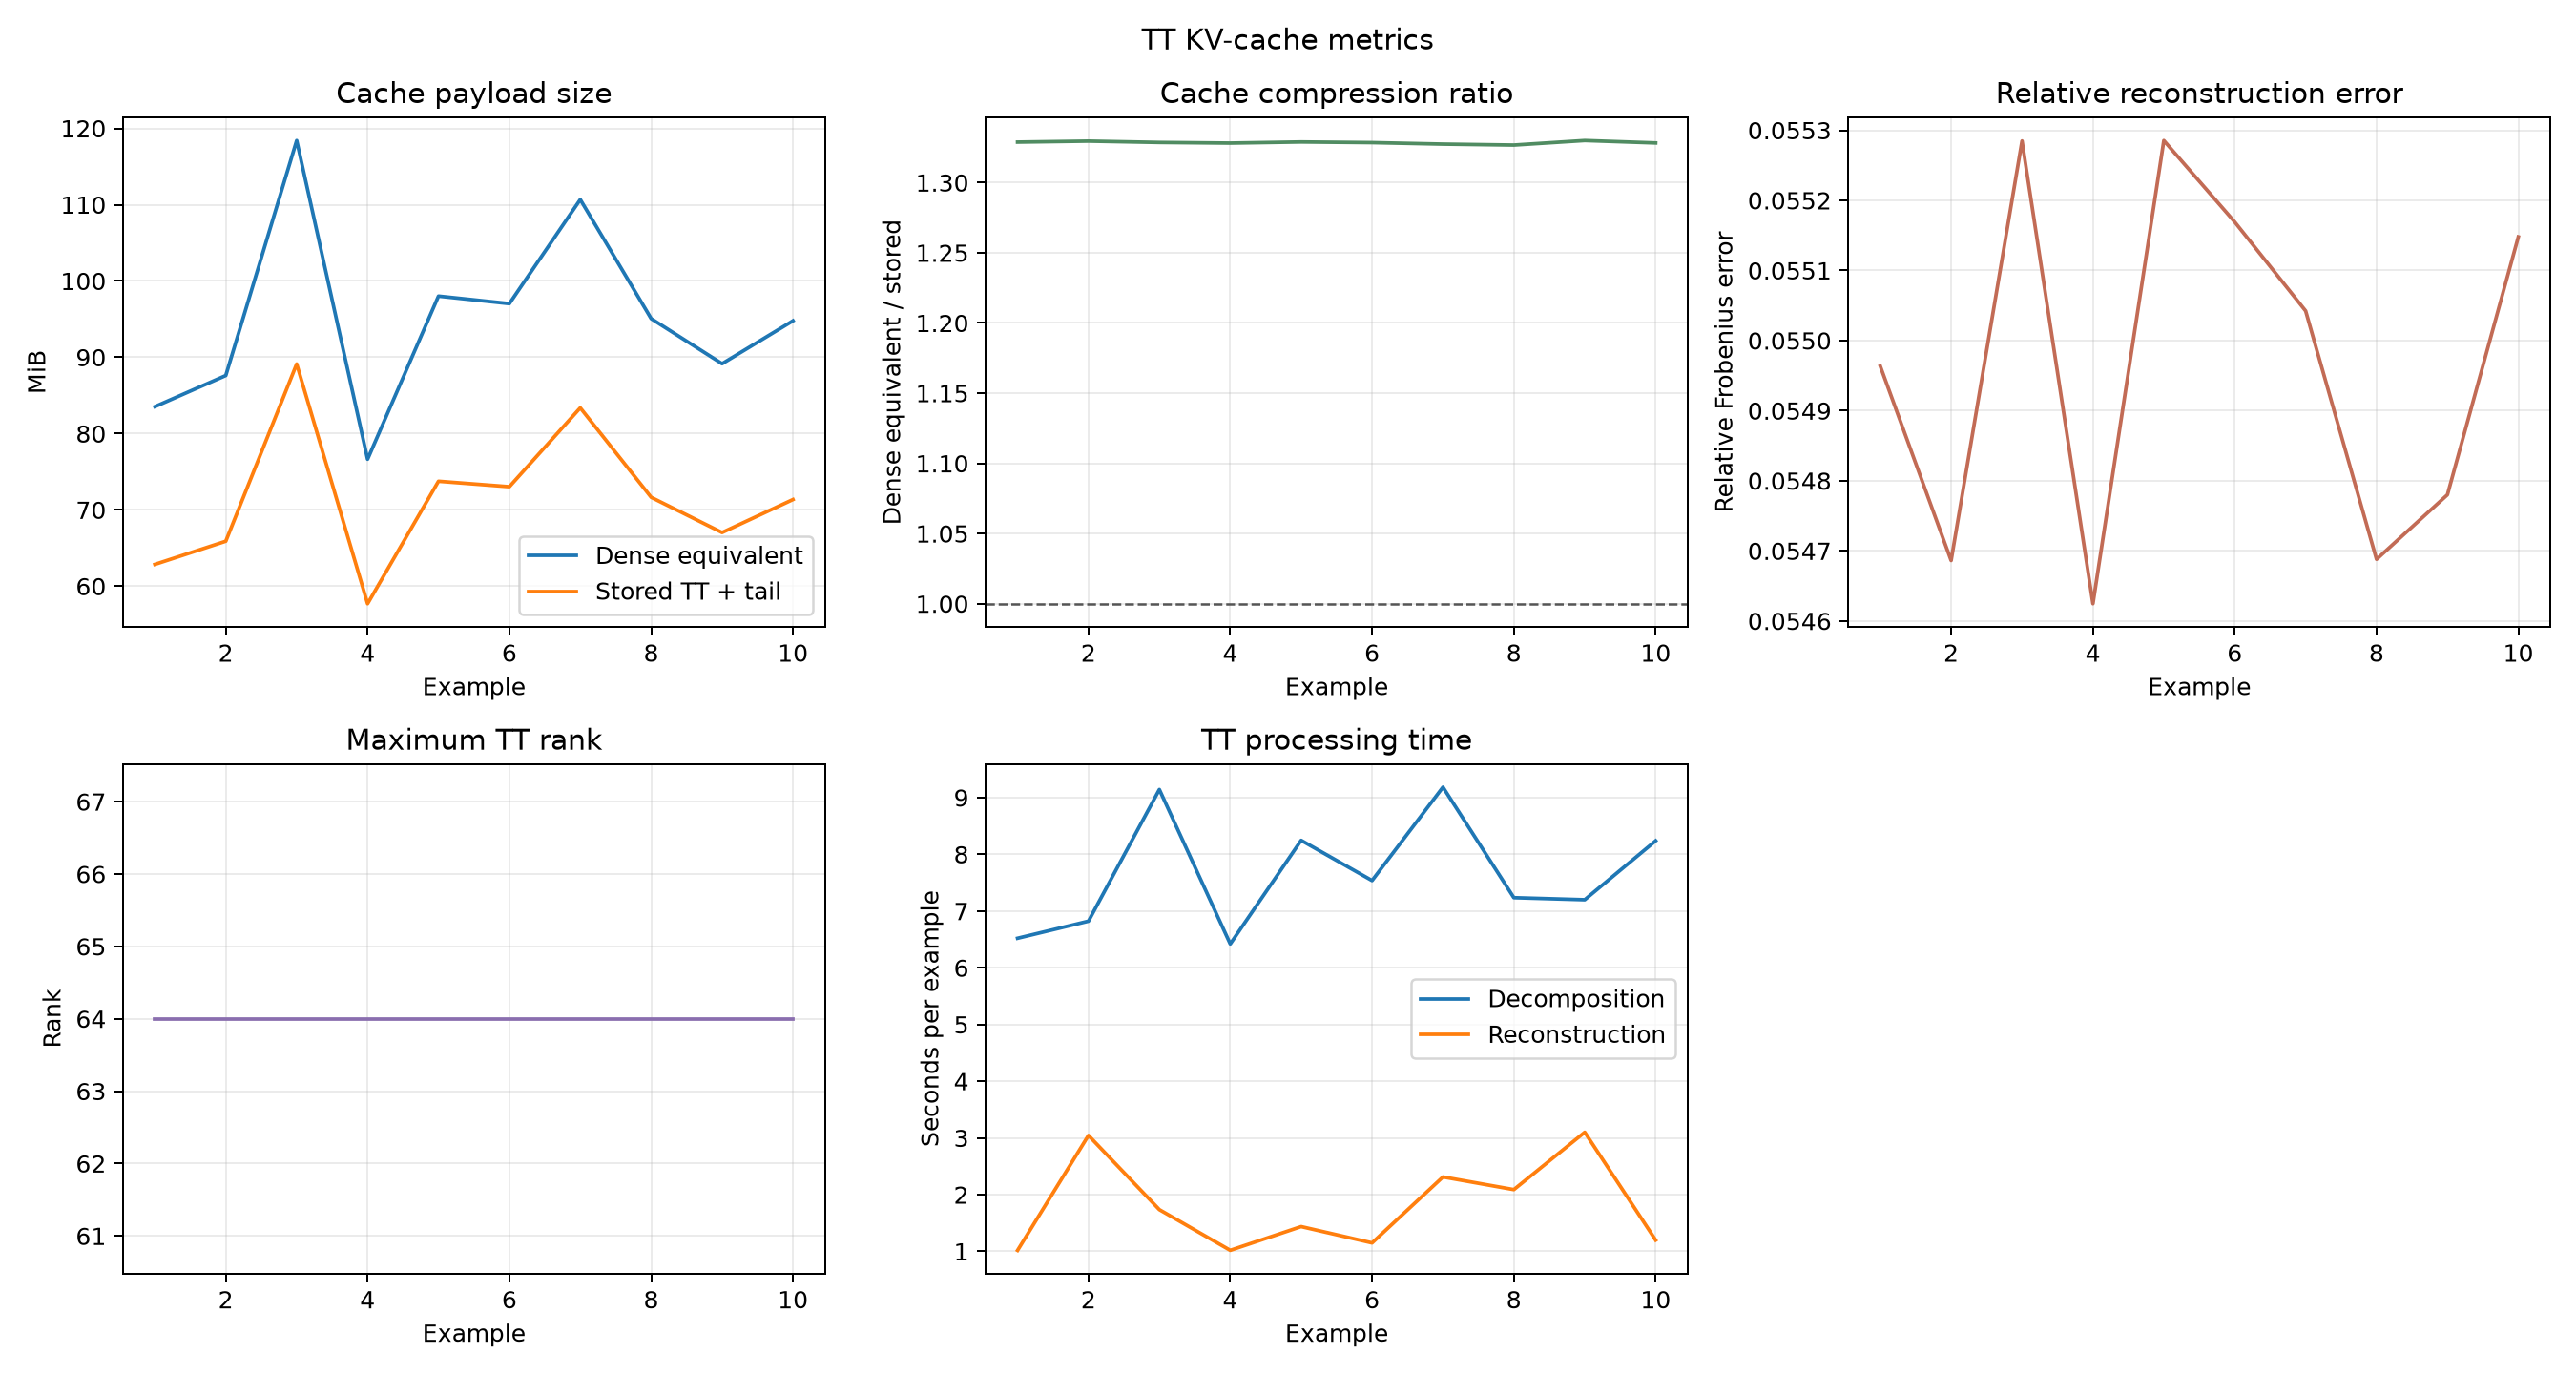 TT KV-cache metrics
Cache payload size
120
110
100
90
80
70
60
MiB
2 4 6 8 10
Example
Dense equivalent
Stored TT + tail
Cache compression ratio
1.30
1.25
1.20
1.15
1.10
1.05
1.00
Dense equivalent / stored
2 4 6 8 10
Example
Relative reconstruction error
0.0553
0.0552
0.0551
0.0550
0.0549
0.0548
0.0547
0.0546
Relative Frobenius error
2 4 6 8 10
Example
Maximum TT rank
67
66
65
64
63
62
61
Rank
2 4 6 8 10
Example
TT processing time
9
8
7
6
5
4
3
2
1
Seconds per example
Decomposition
Reconstruction
2 4 6 8 10
Example